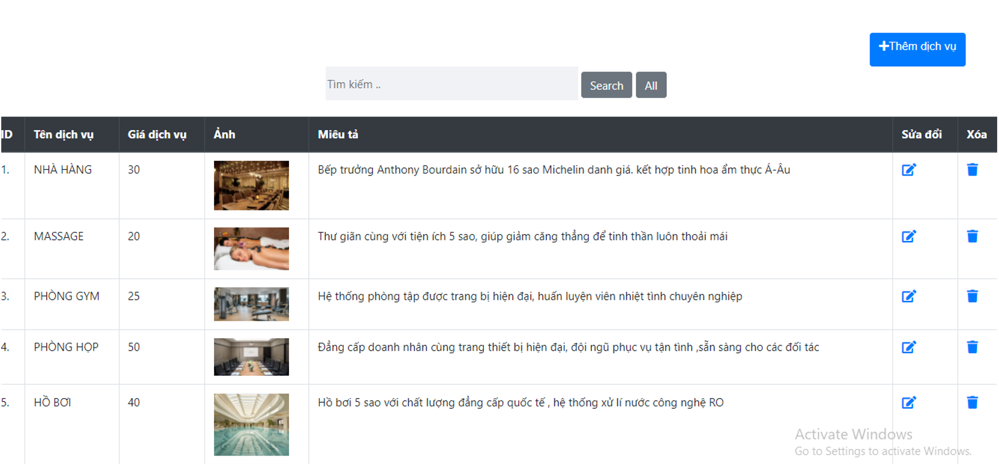 Thêm dịch vụ
Tìm kiếm .. Search All
ID Tên dịch vụ Giá dịch vụ Ảnh Miêu tả Sửa đổi Xóa
1. NHÀ HÀNG 30 Bếp trưởng Anthony Bourdain sở hữu 16 sao Michelin danh giá. kết hợp tinh hoa ẩm thực Á-Âu
2. MASSAGE 20 Thư giãn cùng với tiện ích 5 sao, giúp giảm căng thẳng để tinh thần luôn thoải mái
3. PHÒNG GYM 25 Hệ thống phòng tập được trang bị hiện đại, huấn luyện viên nhiệt tình chuyên nghiệp
4. PHÒNG HỌP 50 Đẳng cấp doanh nhân cùng trang thiết bị hiện đại, đội ngũ phục vụ tận tình ,sẵn sàng cho các đối tác
5. HỒ BƠI 40 Hồ bơi 5 sao với chất lượng đẳng cấp quốc tế , hệ thống xử lí nước công nghệ RO
Activate Windows
Go to Settings to activate Windows.